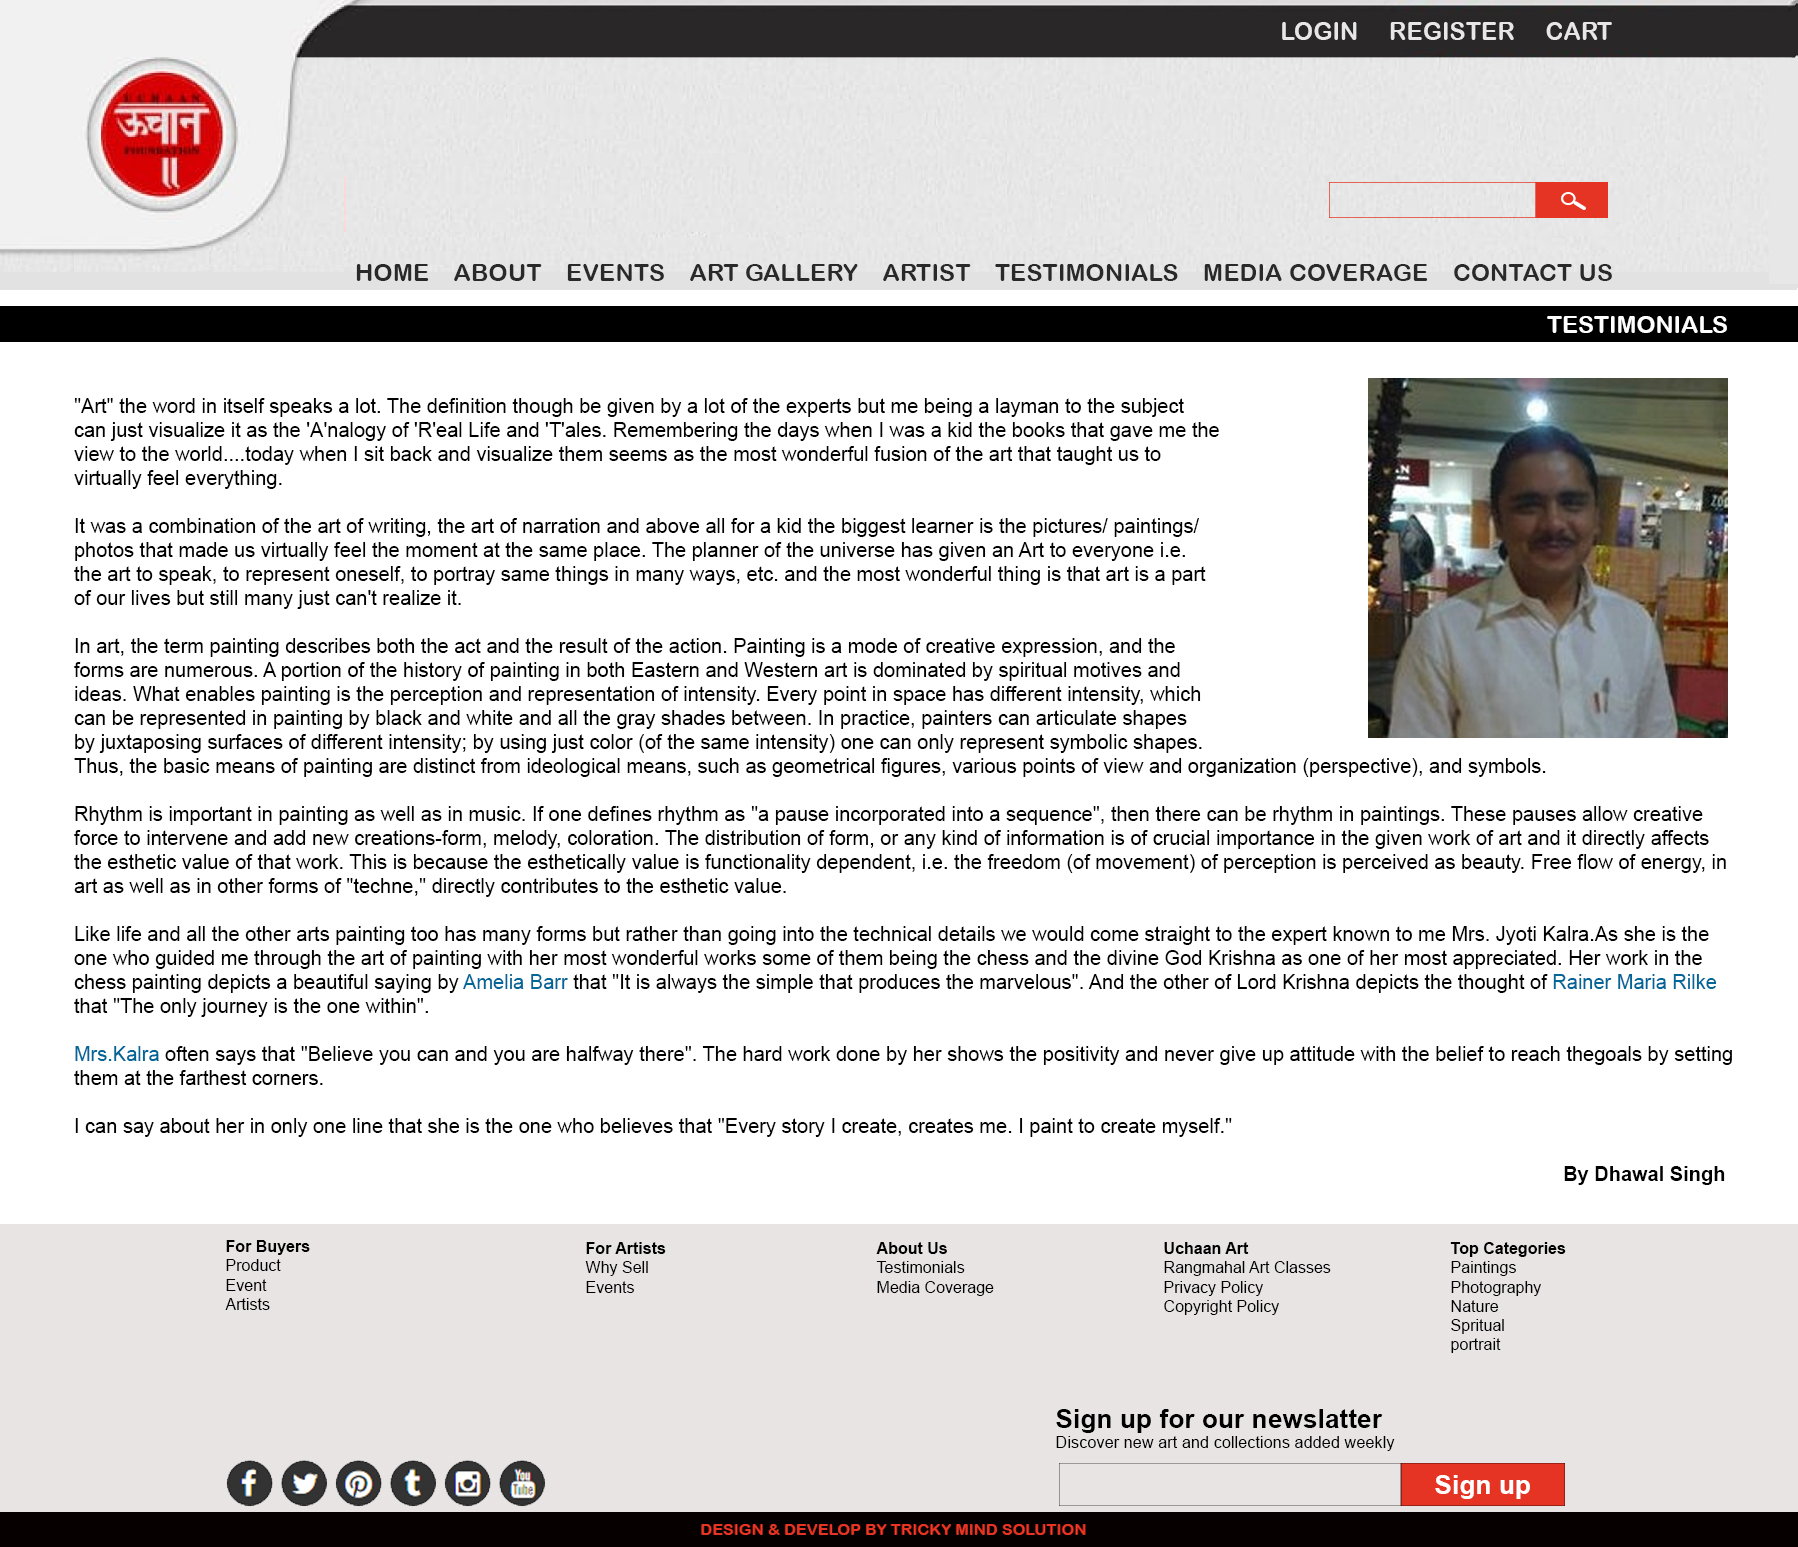 LOGIN REGISTER CART
UCHAAN
ऊचान
FOUNDATION
HOME ABOUT EVENTS ART GALLERY ARTIST TESTIMONIALS MEDIA COVERAGE CONTACT US
TESTIMONIALS
"Art" the word in itself speaks a lot. The definition though be given by a lot of the experts but me being a layman to the subject
can just visualize it as the 'A'nalogy of 'R'eal Life and 'T'ales. Remembering the days when I was a kid the books that gave me the
view to the world....today when I sit back and visualize them seems as the most wonderful fusion of the art that taught us to
virtually feel everything.
It was a combination of the art of writing, the art of narration and above all for a kid the biggest learner is the pictures/ paintings/
photos that made us virtually feel the moment at the same place. The planner of the universe has given an Art to everyone i.e.
the art to speak, to represent oneself, to portray same things in many ways, etc. and the most wonderful thing is that art is a part
of our lives but still many just can't realize it.
In art, the term painting describes both the act and the result of the action. Painting is a mode of creative expression, and the
forms are numerous. A portion of the history of painting in both Eastern and Western art is dominated by spiritual motives and
ideas. What enables painting is the perception and representation of intensity. Every point in space has different intensity, which
can be represented in painting by black and white and all the gray shades between. In practice, painters can articulate shapes
by juxtaposing surfaces of different intensity; by using just color (of the same intensity) one can only represent symbolic shapes.
Thus, the basic means of painting are distinct from ideological means, such as geometrical figures, various points of view and organization (perspective), and symbols.
Rhythm is important in painting as well as in music. If one defines rhythm as "a pause incorporated into a sequence", then there can be rhythm in paintings. These pauses allow creative
force to intervene and add new creations-form, melody, coloration. The distribution of form, or any kind of information is of crucial importance in the given work of art and it directly affects
the esthetic value of that work. This is because the esthetically value is functionality dependent, i.e. the freedom (of movement) of perception is perceived as beauty. Free flow of energy, in
art as well as in other forms of "techne," directly contributes to the esthetic value.
Like life and all the other arts painting too has many forms but rather than going into the technical details we would come straight to the expert known to me Mrs. Jyoti Kalra.As she is the
one who guided me through the art of painting with her most wonderful works some of them being the chess and the divine God Krishna as one of her most appreciated. Her work in the
chess painting depicts a beautiful saying by Amelia Barr that "It is always the simple that produces the marvelous". And the other of Lord Krishna depicts the thought of Rainer Maria Rilke
that "The only journey is the one within".
Mrs.Kalra often says that "Believe you can and you are halfway there". The hard work done by her shows the positivity and never give up attitude with the belief to reach thegoals by setting
them at the farthest corners.
I can say about her in only one line that she is the one who believes that "Every story I create, creates me. I paint to create myself."
By Dhawal Singh
For Buyers
Product
Event
Artists
For Artists
Why Sell
Events
About Us
Testimonials
Media Coverage
Uchaan Art
Rangmahal Art Classes
Privacy Policy
Copyright Policy
Top Categories
Paintings
Photography
Nature
Spritual
portrait
Sign up for our newslatter
Discover new art and collections added weekly
Sign up
You
Tube
DESIGN & DEVELOP BY TRICKY MIND SOLUTION